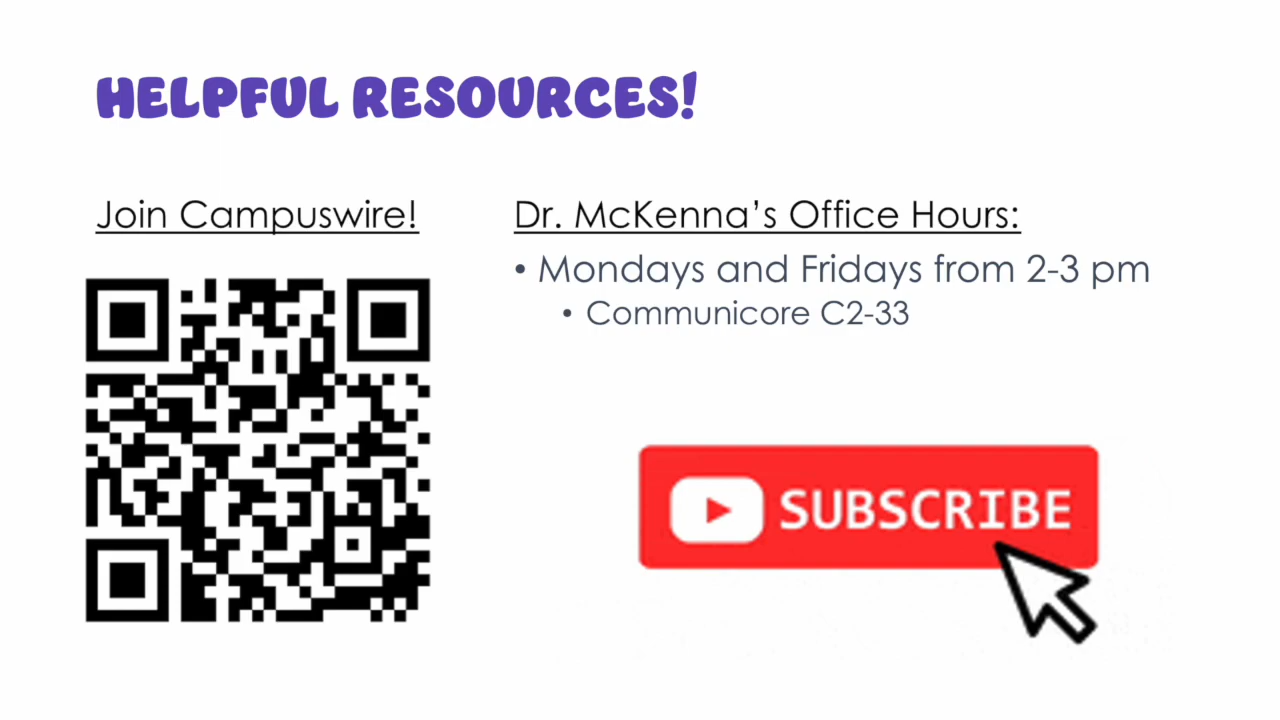 HELPFUL RESOURCES!
Join Campuswire!
Dr. McKenna’s Office Hours:
• Mondays and Fridays from 2-3 pm
• Communicore C2-33
SUBSCRIBE